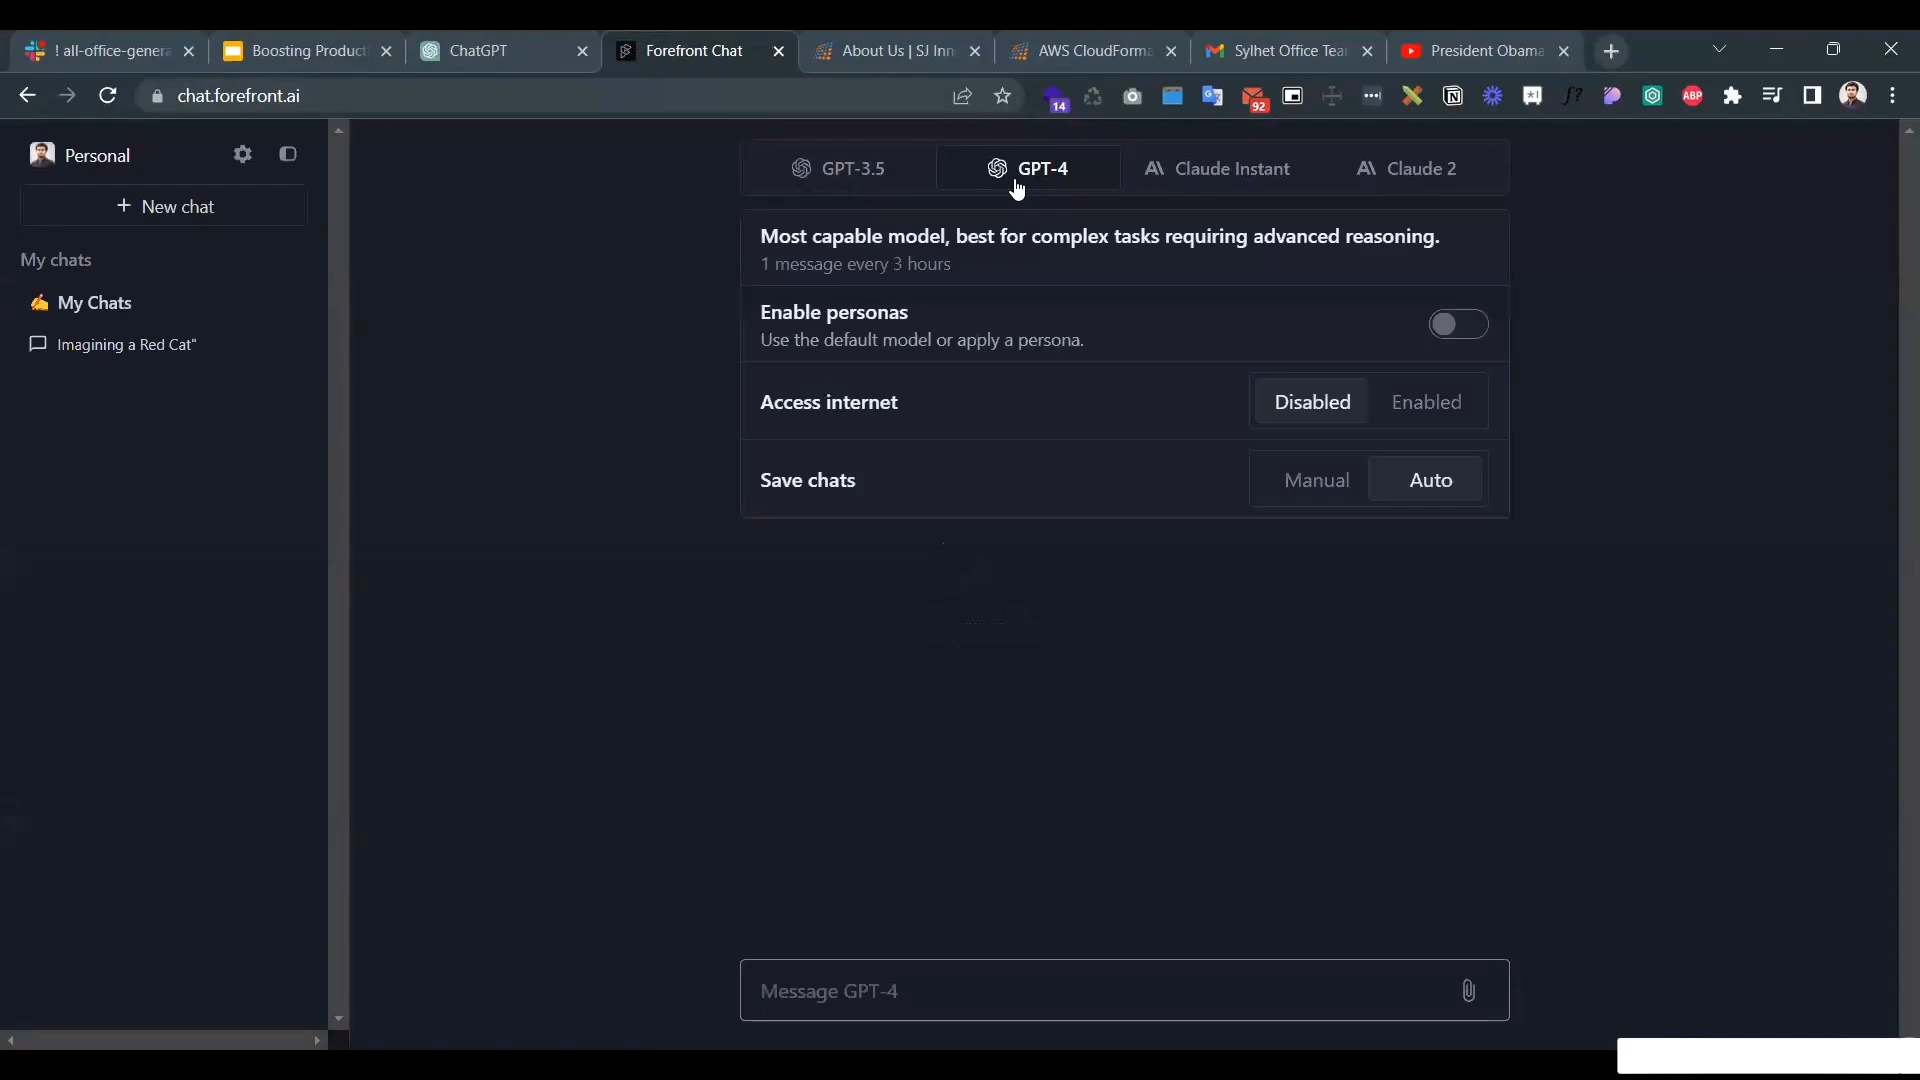 ! all-office-genera
Boosting Product
ChatGPT
Forefront Chat
About Us | SJ Inn
AWS CloudForma
Sylhet Office Tea
President Obama
chat.forefront.ai
14
92
ABP
Personal
New chat
My chats
My Chats
Imagining a Red Cat"
GPT-3.5
GPT-4
Claude Instant
Claude 2
Most capable model, best for complex tasks requiring advanced reasoning.
1 message every 3 hours
Enable personas
Use the default model or apply a persona.
Access internet
Disabled
Enabled
Save chats
Manual
Auto
Message GPT-4